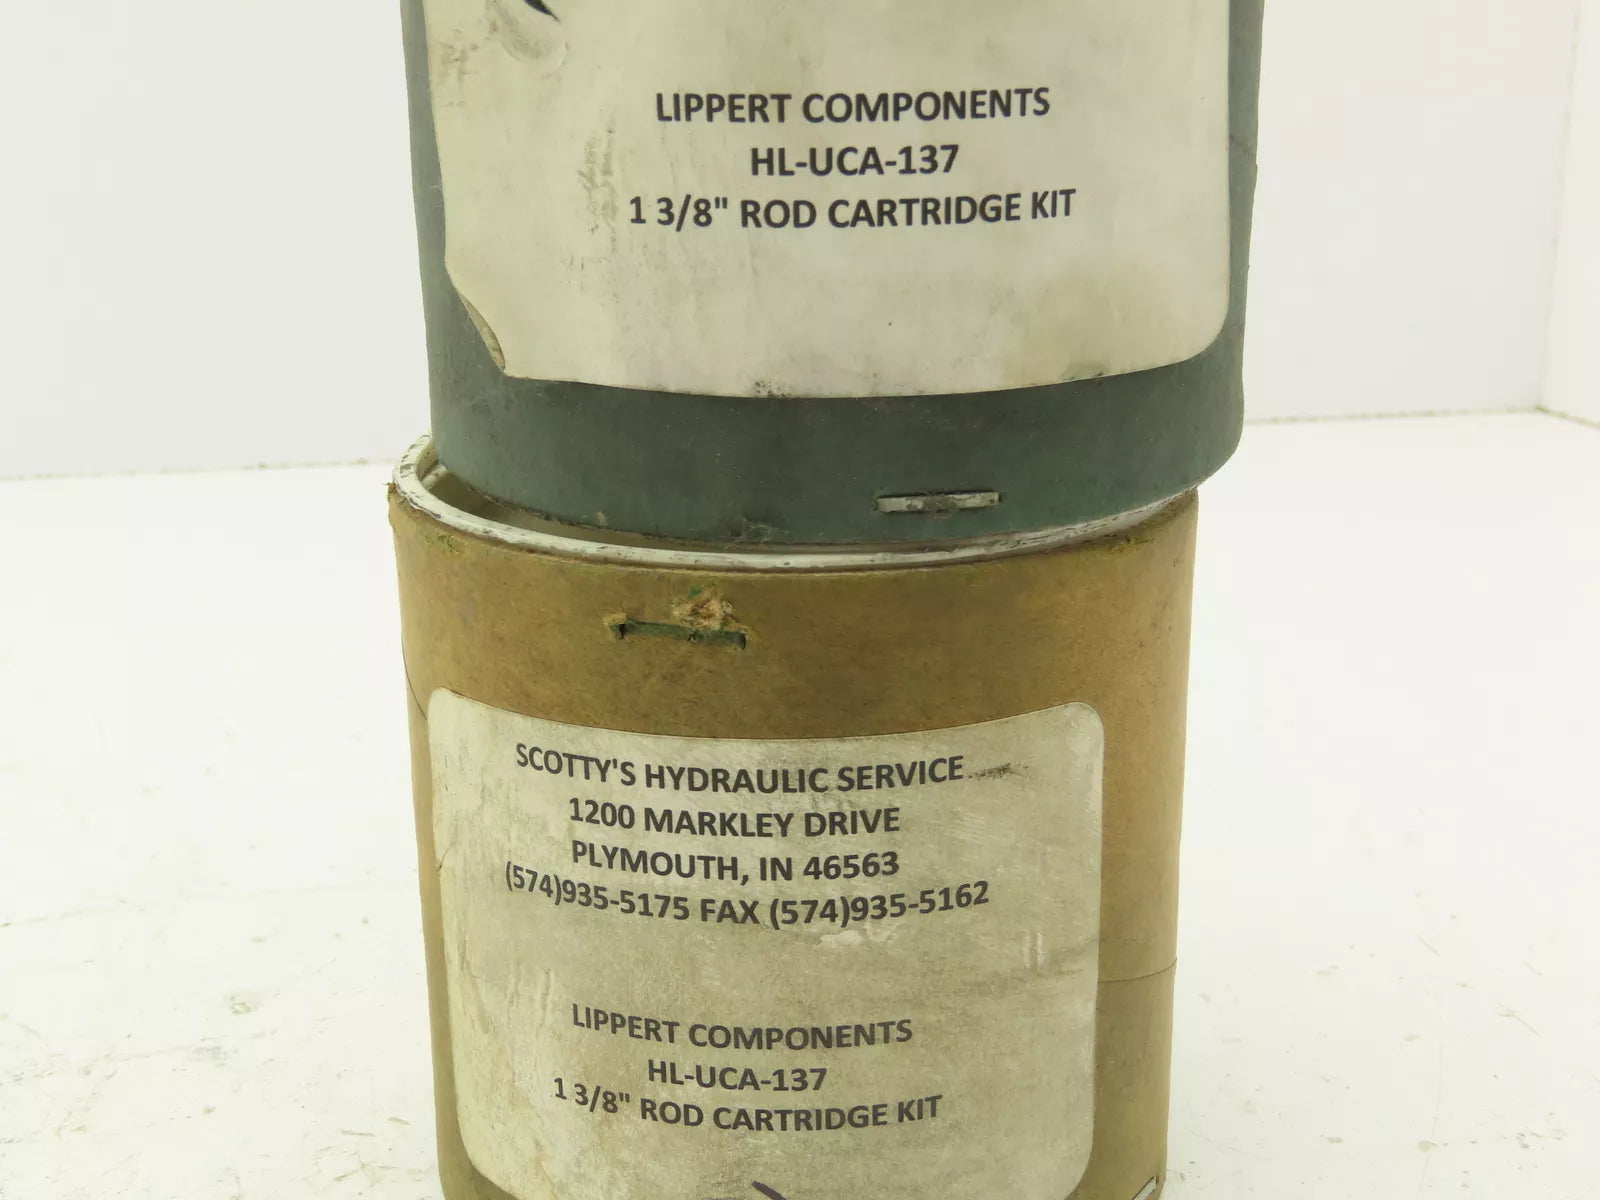 LIPPERT COMPONENTS
HL-UCA-137
1 3/8" ROD CARTRIDGE KIT
SCOTTY'S HYDRAULIC SERVICE
1200 MARKLEY DRIVE
PLYMOUTH, IN 46563
(574)935-5175 FAX (574)935-5162
LIPPERT COMPONENTS
HL-UCA-137
1 3/8" ROD CARTRIDGE KIT